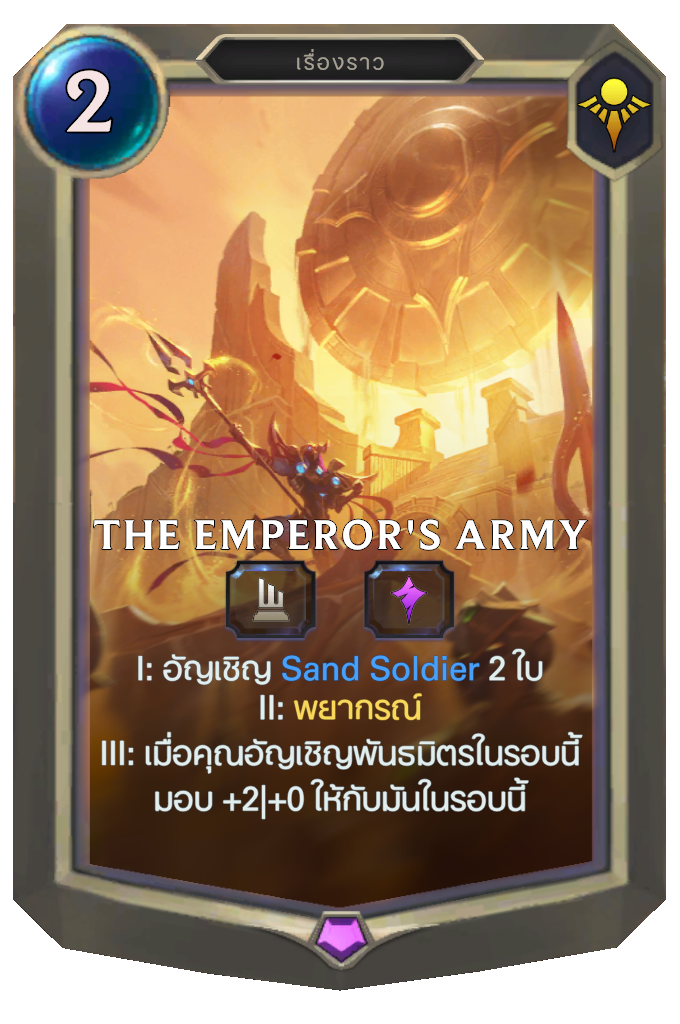 2
เรื่องราว
THE EMPEROR'S ARMY
I: อัญเชิญ Sand Soldier 2 ใบ
II: พยากรณ์
III: เมื่อคุณอัญเชิญพันธมิตรในรอบนี้
มอบ +2|+0 ให้กับมันในรอบนี้